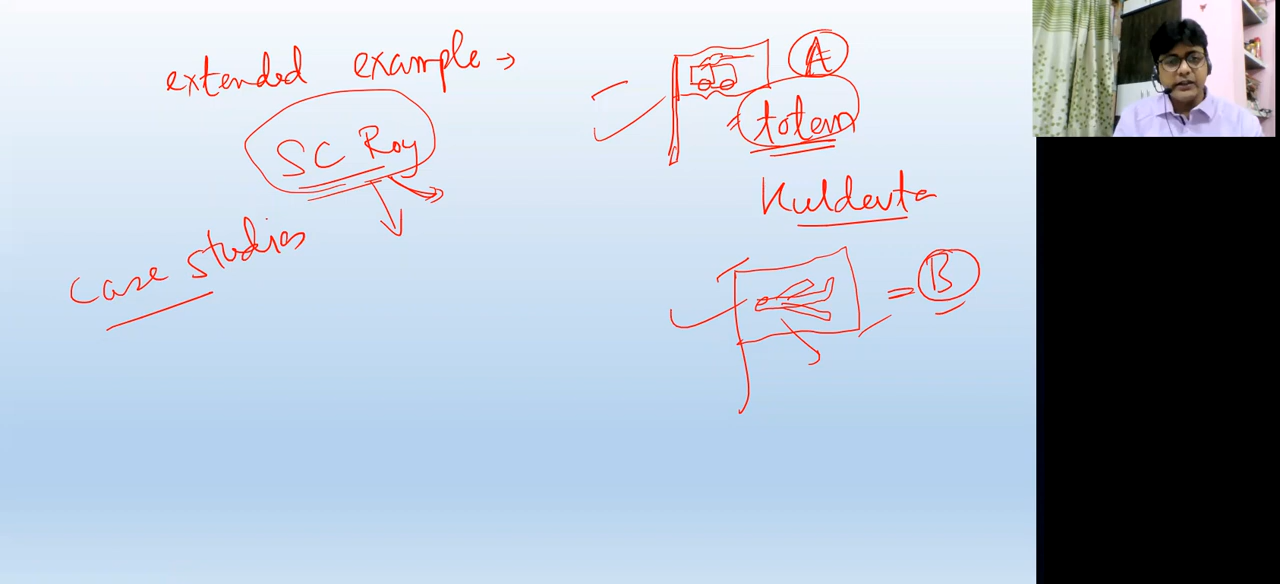 extended example →
SC Roy
case studies
A
= totem
Kuldevta
= B